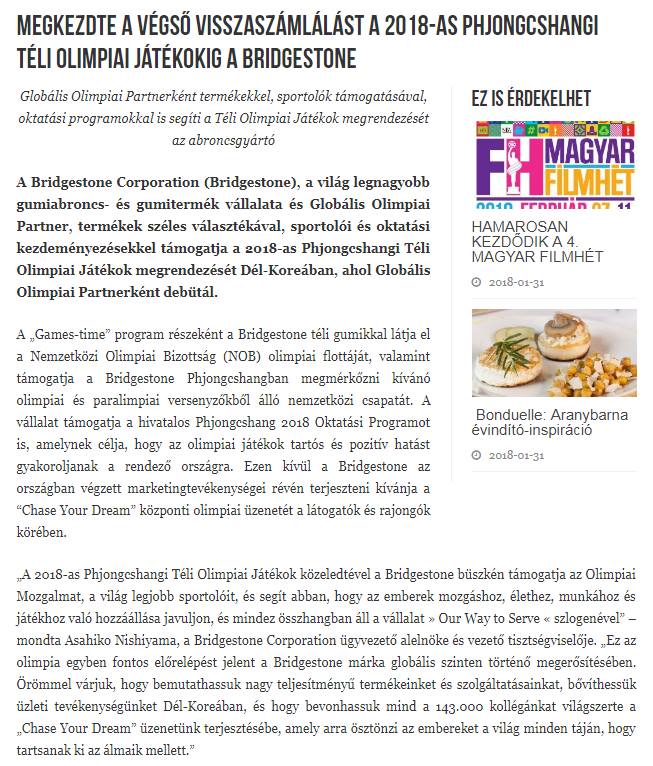 MEGKEZDTE A VÉGSŐ VISSZASZÁMLÁLÁST A 2018-AS PHJONGCSHANGI
TÉLI OLIMPIAI JÁTÉKOKIG A BRIDGESTONE
Globális Olimpiai Partnerként termékekkel, sportolók támogatásával,
oktatási programokkal is segíti a Téli Olimpiai Játékok megrendezését
az abroncsgyártó
A Bridgestone Corporation (Bridgestone), a világ legnagyobb
gumiabroncs- és gumitermék vállalata és Globális Olimpiai
Partner, termékek széles választékával, sportolói és oktatási
kezdeményezésekkel támogatja a 2018-as Phjongcshangi Téli
Olimpiai Játékok megrendezését Dél-Koreában, ahol Globális
Olimpiai Partnerként debütál.
A „Games-time” program részeként a Bridgestone téli gumikkal látja el
a Nemzetközi Olimpiai Bizottság (NOB) olimpiai flottáját, valamint
támogatja a Bridgestone Phjongcshangban megmérkőzni kívánó
olimpiai és paralimpiai versenyzőkből álló nemzetközi csapatát. A
vállalat támogatja a hivatalos Phjongcshang 2018 Oktatási Programot
is, amelynek célja, hogy az olimpiai játékok tartós és pozitív hatást
gyakoroljanak a rendező országra. Ezen kívül a Bridgestone az
országban végzett marketingtevékenységei révén terjeszteni kívánja a
“Chase Your Dream” központi olimpiai üzenetét a látogatók és rajongók
körében.
„A 2018-as Phjongcshangi Téli Olimpiai Játékok közeledtével a Bridgestone büszkén támogatja az Olimpiai
Mozgalmat, a világ legjobb sportolóit, és segít abban, hogy az emberek mozgáshoz, élethez, munkához és
játékhoz való hozzáállása javuljon, és mindez összhangban áll a vállalat » Our Way to Serve « szlogenével” –
mondta Asahiko Nishiyama, a Bridgestone Corporation ügyvezető alelnöke és vezető tisztségviselője. „Ez az
olimpia egyben fontos előrelépést jelent a Bridgestone márka globális szinten történő megerősítésében.
Örömmel várjuk, hogy bemutathassuk nagy teljesítményű termékeinket és szolgáltatásainkat, bővíthessük
üzleti tevékenységünket Dél-Koreában, és hogy bevonhassuk mind a 143.000 kollégánkat világszerte a
„Chase Your Dream” üzenetünk terjesztésébe, amely arra ösztönzi az embereket a világ minden táján, hogy
tartsanak ki az álmaik mellett.”
EZ IS ÉRDEKELHET
FH MAGYAR
FILMHÉT
HAMAROSAN
KEZDŐDIK A 4.
MAGYAR FILMHÉT
2018-01-31
Bonduelle: Aranybarna
évindító-inspiráció
2018-01-31